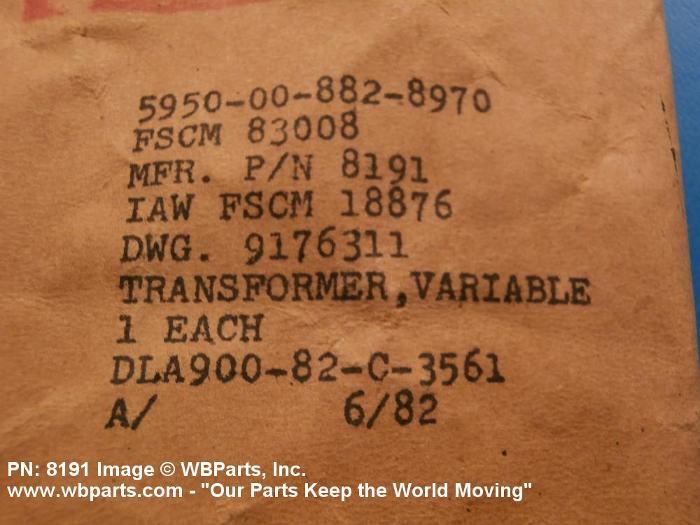 5950-00-882-8970
FSCM 83008
MFR. P/N 8191
IAW FSCM 18876
DWG. 9176311
TRANSFORMER,VARIABLE
1 EACH
DLA900-82-C-3561
A/ 6/82
PN: 8191 Image © WBParts, Inc.
www.wbparts.com - "Our Parts Keep the World Moving"